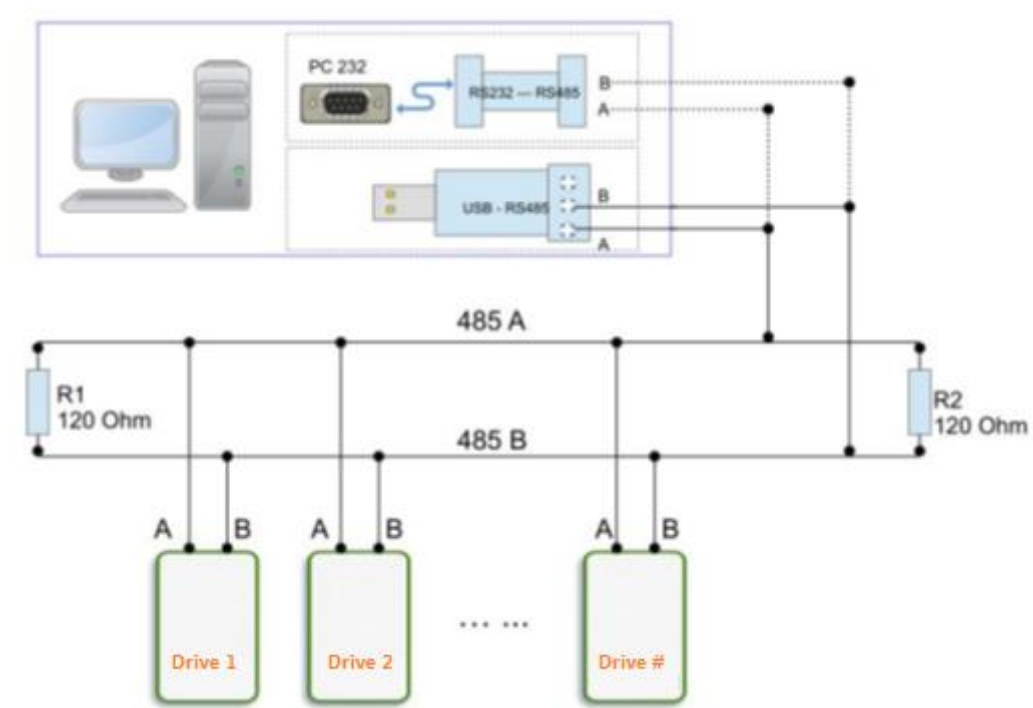 PC 232
RS232 — RS485
B
A
USB - RS485
B
A
485 A
R1
120 Ohm
R2
120 Ohm
485 B
A B A B A B
... ...
Drive 1 Drive 2 Drive #